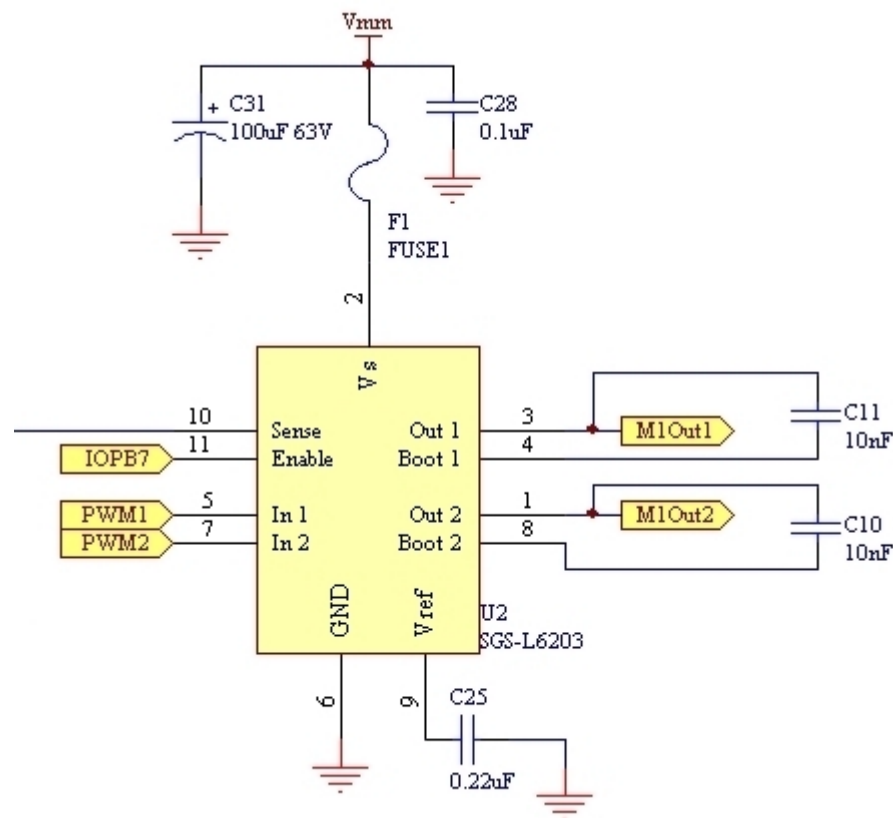 Vmm
+ C31
100uF 63V
C28
0.1uF
F1
FUSE1
2
Vs
10
Sense
Out 1
3
M1Out1
C11
10nF
IOPB7
11
Enable
Boot 1
4
PWM1
5
In 1
Out 2
1
M1Out2
C10
10nF
PWM2
7
In 2
Boot 2
8
GND
Vref
U2
SGS-L6203
6
9
C25
0.22uF